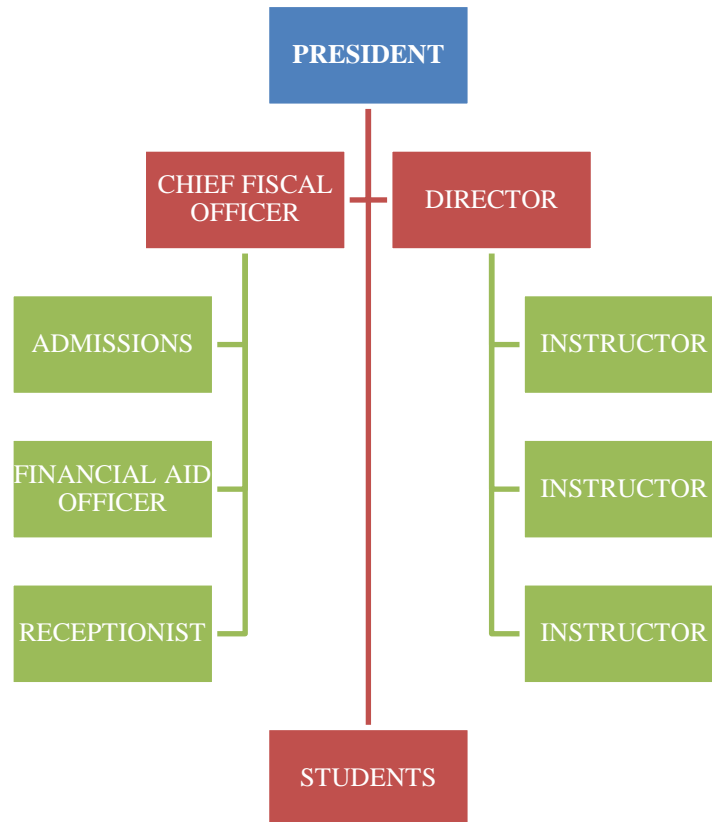 PRESIDENT
CHIEF FISCAL
OFFICER
DIRECTOR
ADMISSIONS
INSTRUCTOR
FINANCIAL AID
OFFICER
INSTRUCTOR
RECEPTIONIST
INSTRUCTOR
STUDENTS